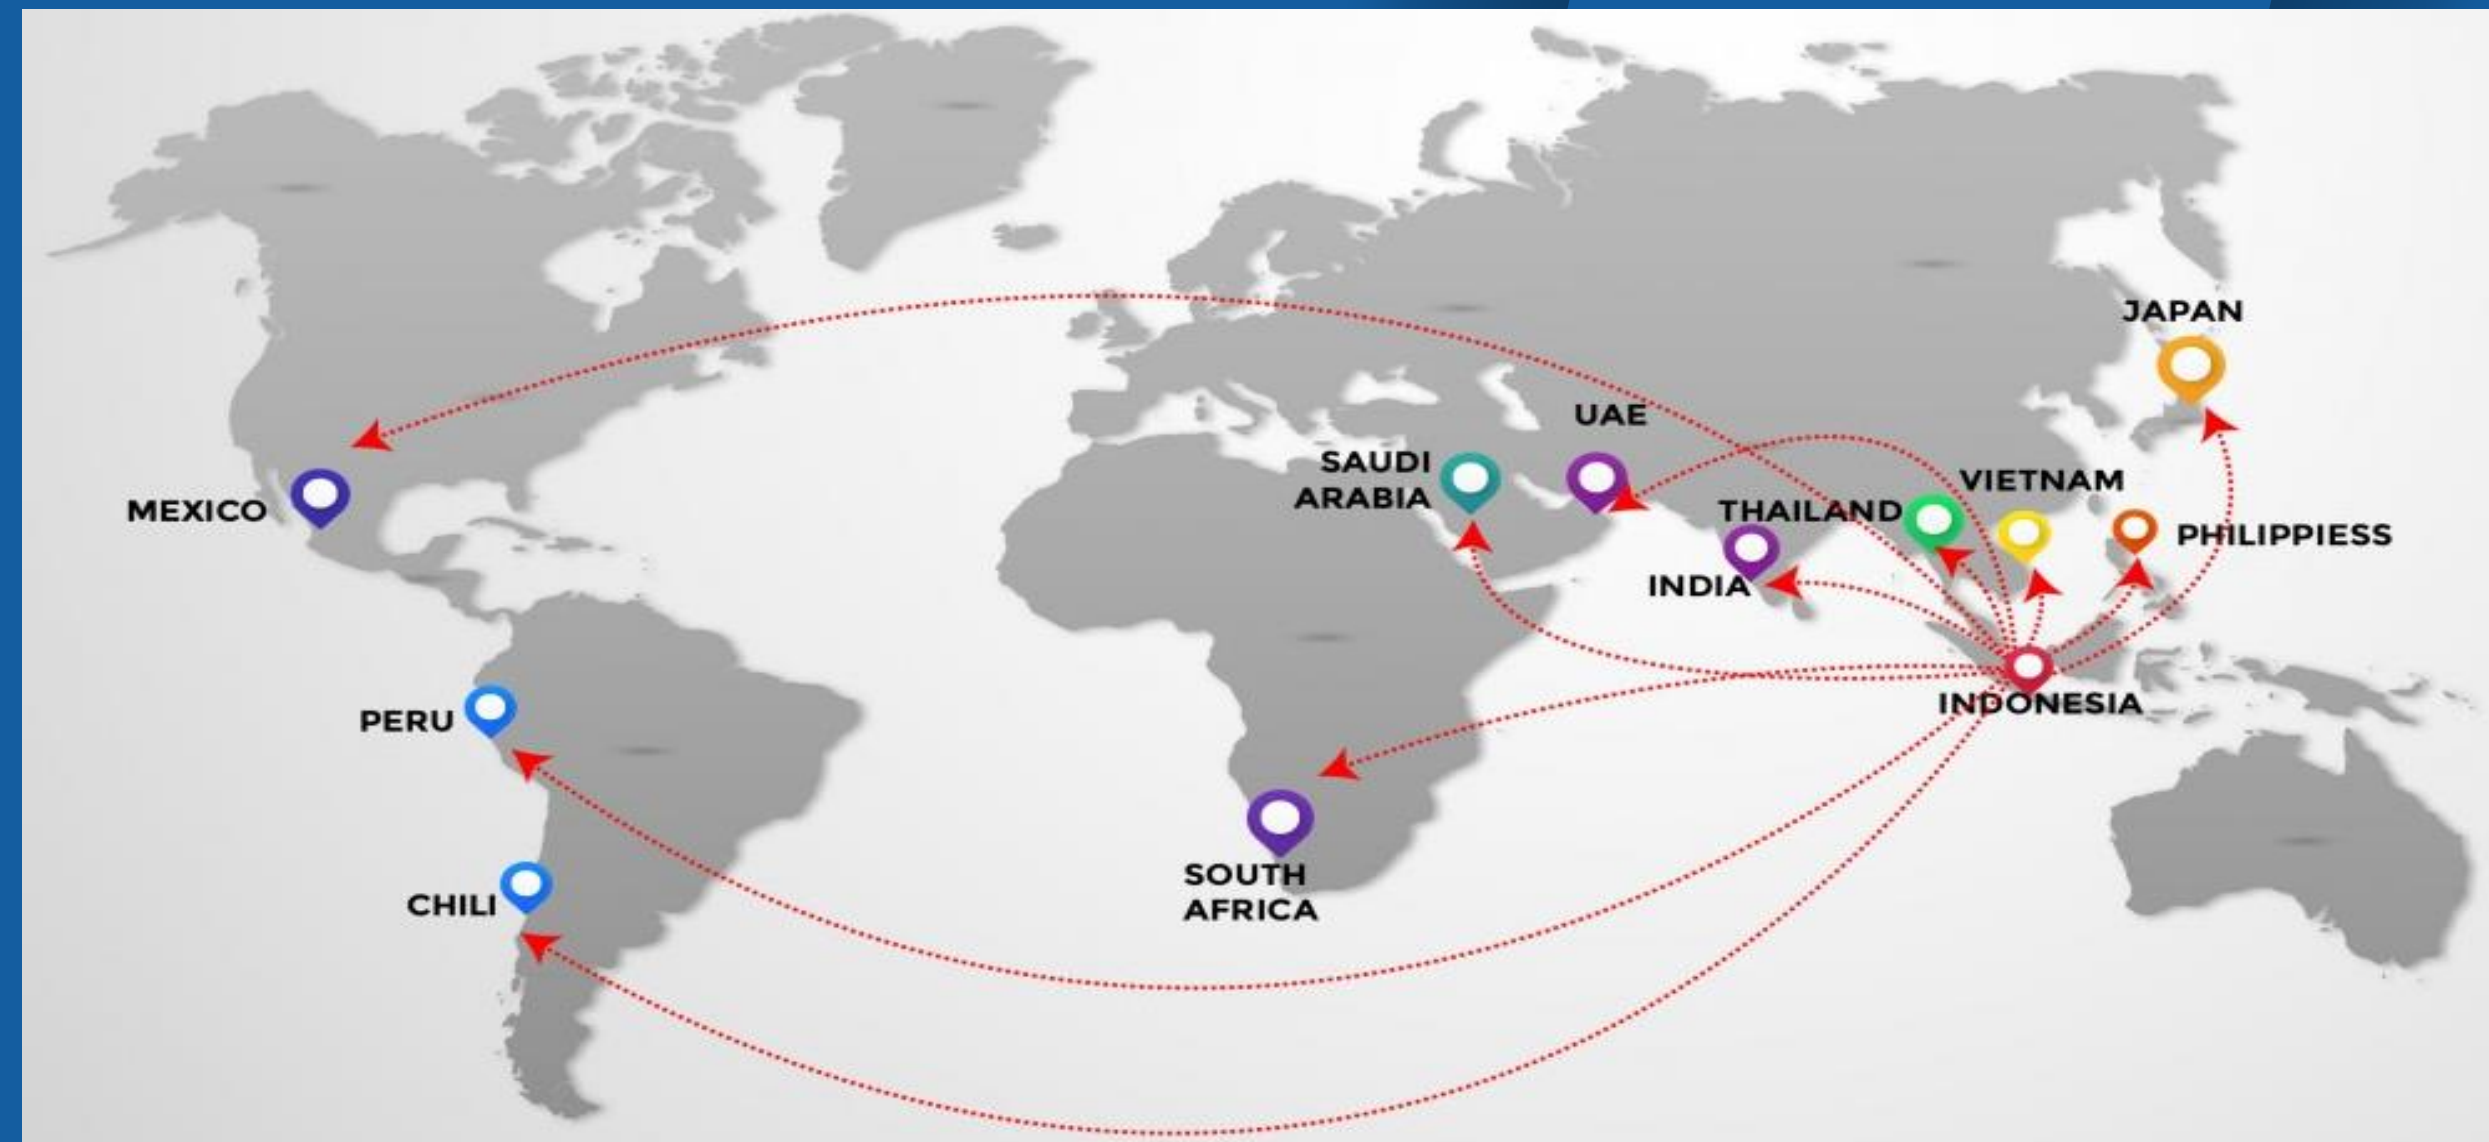 JAPAN
UAE
SAUDI
ARABIA
VIETNAM
THAILAND
MEXICO
PHILIPPIESS
INDIA
INDONESIA
PERU
SOUTH
AFRICA
CHILI